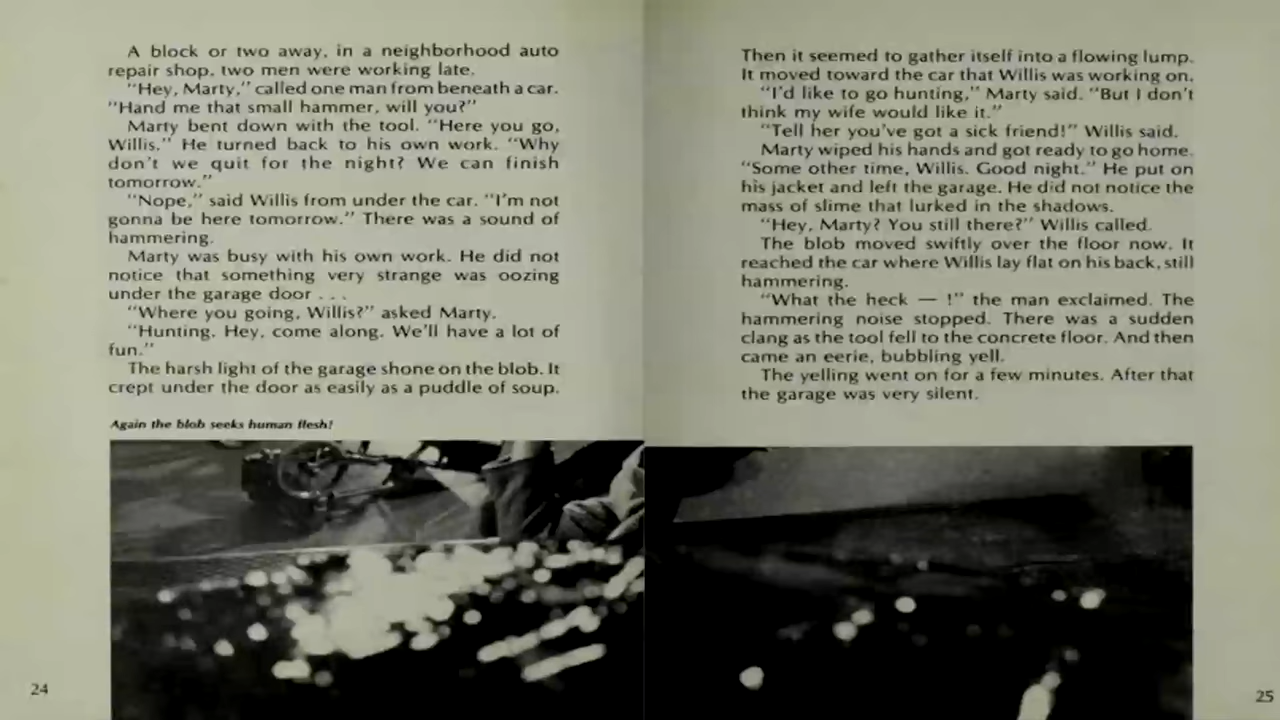 A block or two away, in a neighborhood auto
repair shop, two men were working late.
"Hey, Marty," called one man from beneath a car.
"Hand me that small hammer, will you?"
Marty bent down with the tool. "Here you go,
Willis." He turned back to his own work. "Why
don't we quit for the night? We can finish
tomorrow."
"Nope," said Willis from under the car. "I'm not
gonna be here tomorrow." There was a sound of
hammering.
Marty was busy with his own work. He did not
notice that something very strange was oozing
under the garage door . . .
"Where you going, Willis?" asked Marty.
"Hunting. Hey, come along. We'll have a lot of
fun."
The harsh light of the garage shone on the blob. It
crept under the door as easily as a puddle of soup.
Again the blob seeks human flesh!
24
Then it seemed to gather itself into a flowing lump.
It moved toward the car that Willis was working on.
"I'd like to go hunting," Marty said. "But I don't
think my wife would like it."
"Tell her you've got a sick friend!" Willis said.
Marty wiped his hands and got ready to go home.
"Some other time, Willis. Good night." He put on
his jacket and left the garage. He did not notice the
mass of slime that lurked in the shadows.
"Hey, Marty? You still there?" Willis called.
The blob moved swiftly over the floor now. It
reached the car where Willis lay flat on his back, still
hammering.
"What the heck — !" the man exclaimed. The
hammering noise stopped. There was a sudden
clang as the tool fell to the concrete floor. And then
came an eerie, bubbling yell.
The yelling went on for a few minutes. After that
the garage was very silent.
25